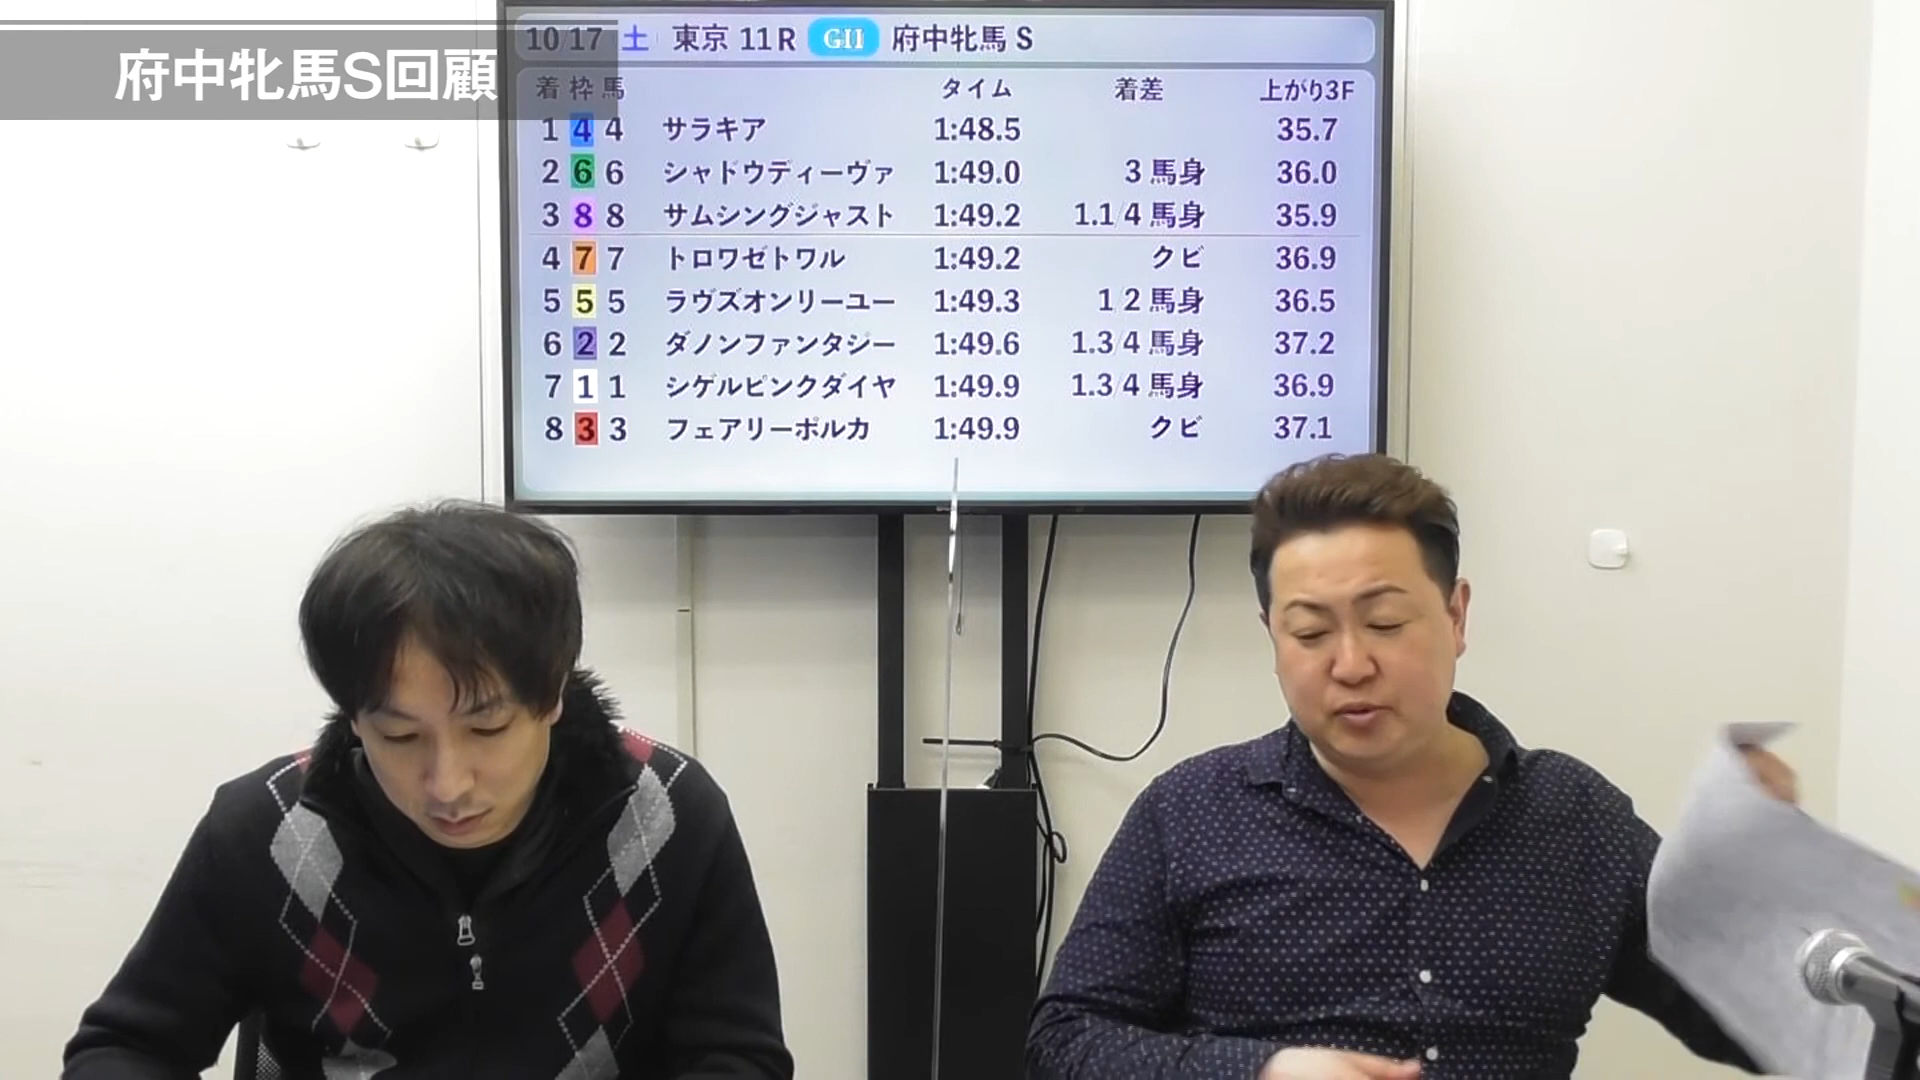 府中牝馬S回顧
10/17 土 東京 11R GII 府中牝馬 S
着 枠 馬 タイム 着差 上がり3F
1 4 4 サラキア 1:48.5 35.7
2 6 6 シャドウディーヴァ 1:49.0 3 馬身 36.0
3 8 8 サムシングジャスト 1:49.2 1.1/4 馬身 35.9
4 7 7 トロワゼトワル 1:49.2 クビ 36.9
5 5 5 ラヴズオンリーユー 1:49.3 1 2 馬身 36.5
6 2 2 ダノンファンタジー 1:49.6 1.3/4 馬身 37.2
7 1 1 シゲルピンクダイヤ 1:49.9 1.3/4 馬身 36.9
8 3 3 フェアリーポルカ 1:49.9 クビ 37.1